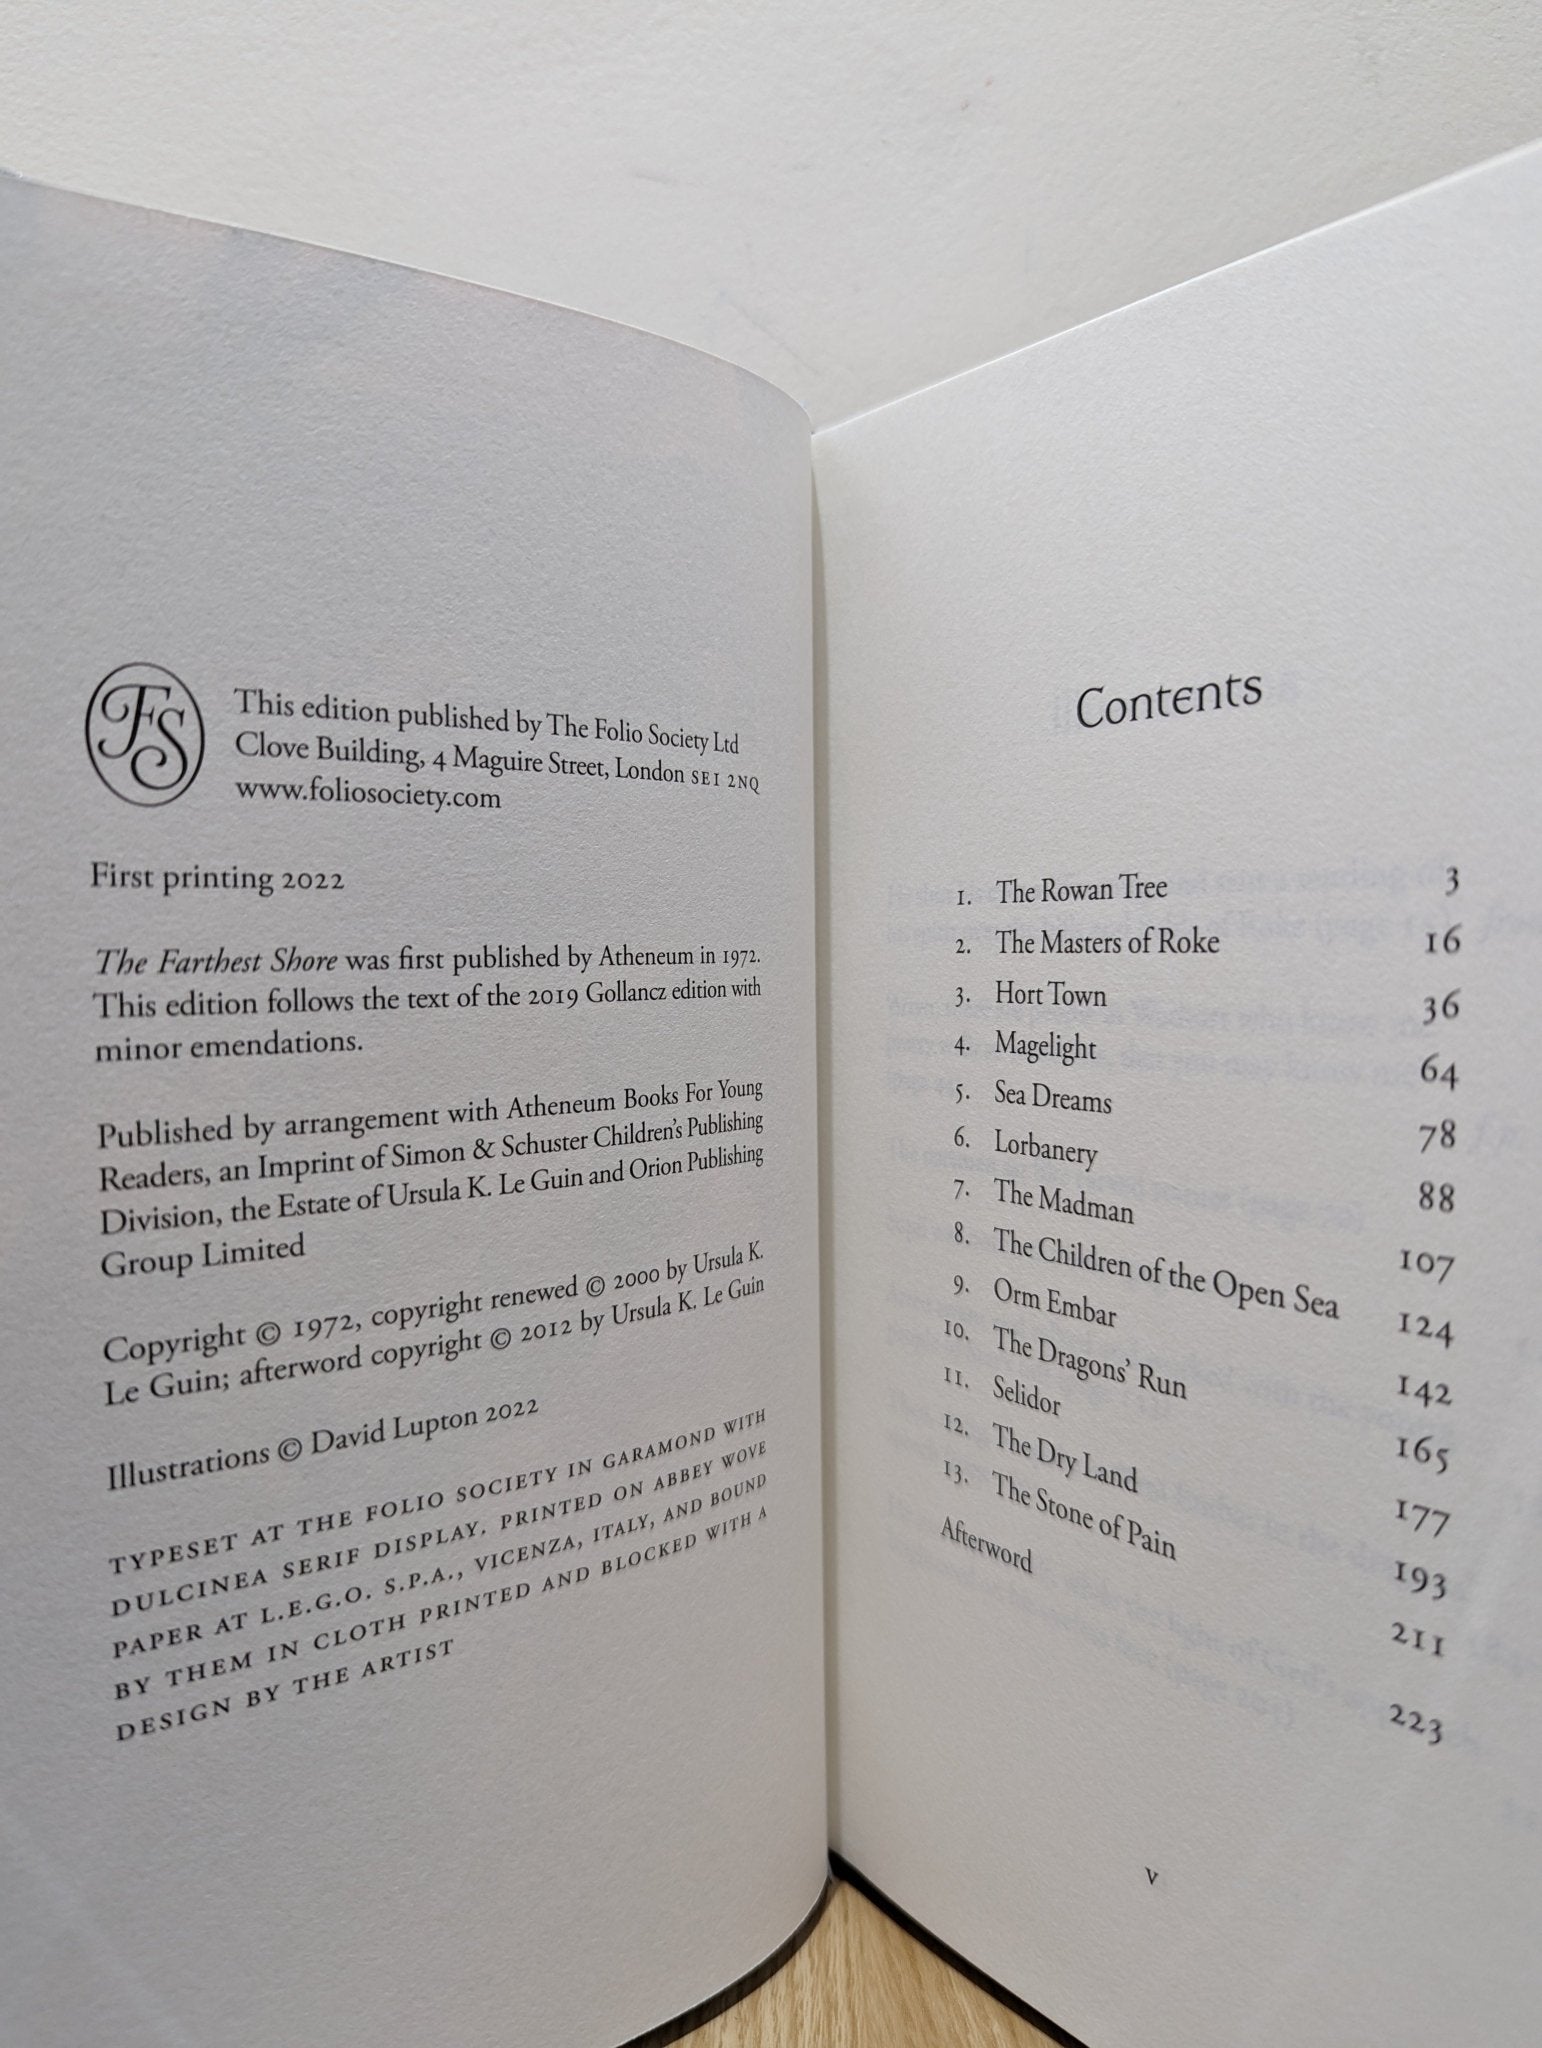 FS
This edition published by The Folio Society Ltd
Clove Building, 4 Maguire Street, London SE1 2NQ
www.foliosociety.com
First printing 2022
The Farthest Shore was first published by Atheneum in 1972.
This edition follows the text of the 2019 Gollancz edition with
minor emendations.
Published by arrangement with Atheneum Books For Young
Readers, an Imprint of Simon & Schuster Children's Publishing
Division, the Estate of Ursula K. Le Guin and Orion Publishing
Group Limited
Copyright © 1972, copyright renewed © 2000 by Ursula K.
Le Guin; afterword copyright © 2012 by Ursula K. Le Guin
Illustrations © David Lupton 2022
TYPESET AT THE FOLIO SOCIETY IN GARAMOND WITH
DULCINEA SERIF DISPLAY. PRINTED ON ABBEY WOVE
PAPER AT L.E.G.O. S.P.A., VICENZA, ITALY, AND BOUND
BY THEM IN CLOTH PRINTED AND BLOCKED WITH A
DESIGN BY THE ARTIST
Contents
1. The Rowan Tree 3
2. The Masters of Roke 16
3. Hort Town 36
4. Magelight 64
5. Sea Dreams 78
6. Lorbanery 88
7. The Madman 107
8. The Children of the Open Sea 124
9. Orm Embar 142
10. The Dragons' Run 165
11. Selidor 177
12. The Dry Land 193
13. The Stone of Pain 211
Afterword 223
v